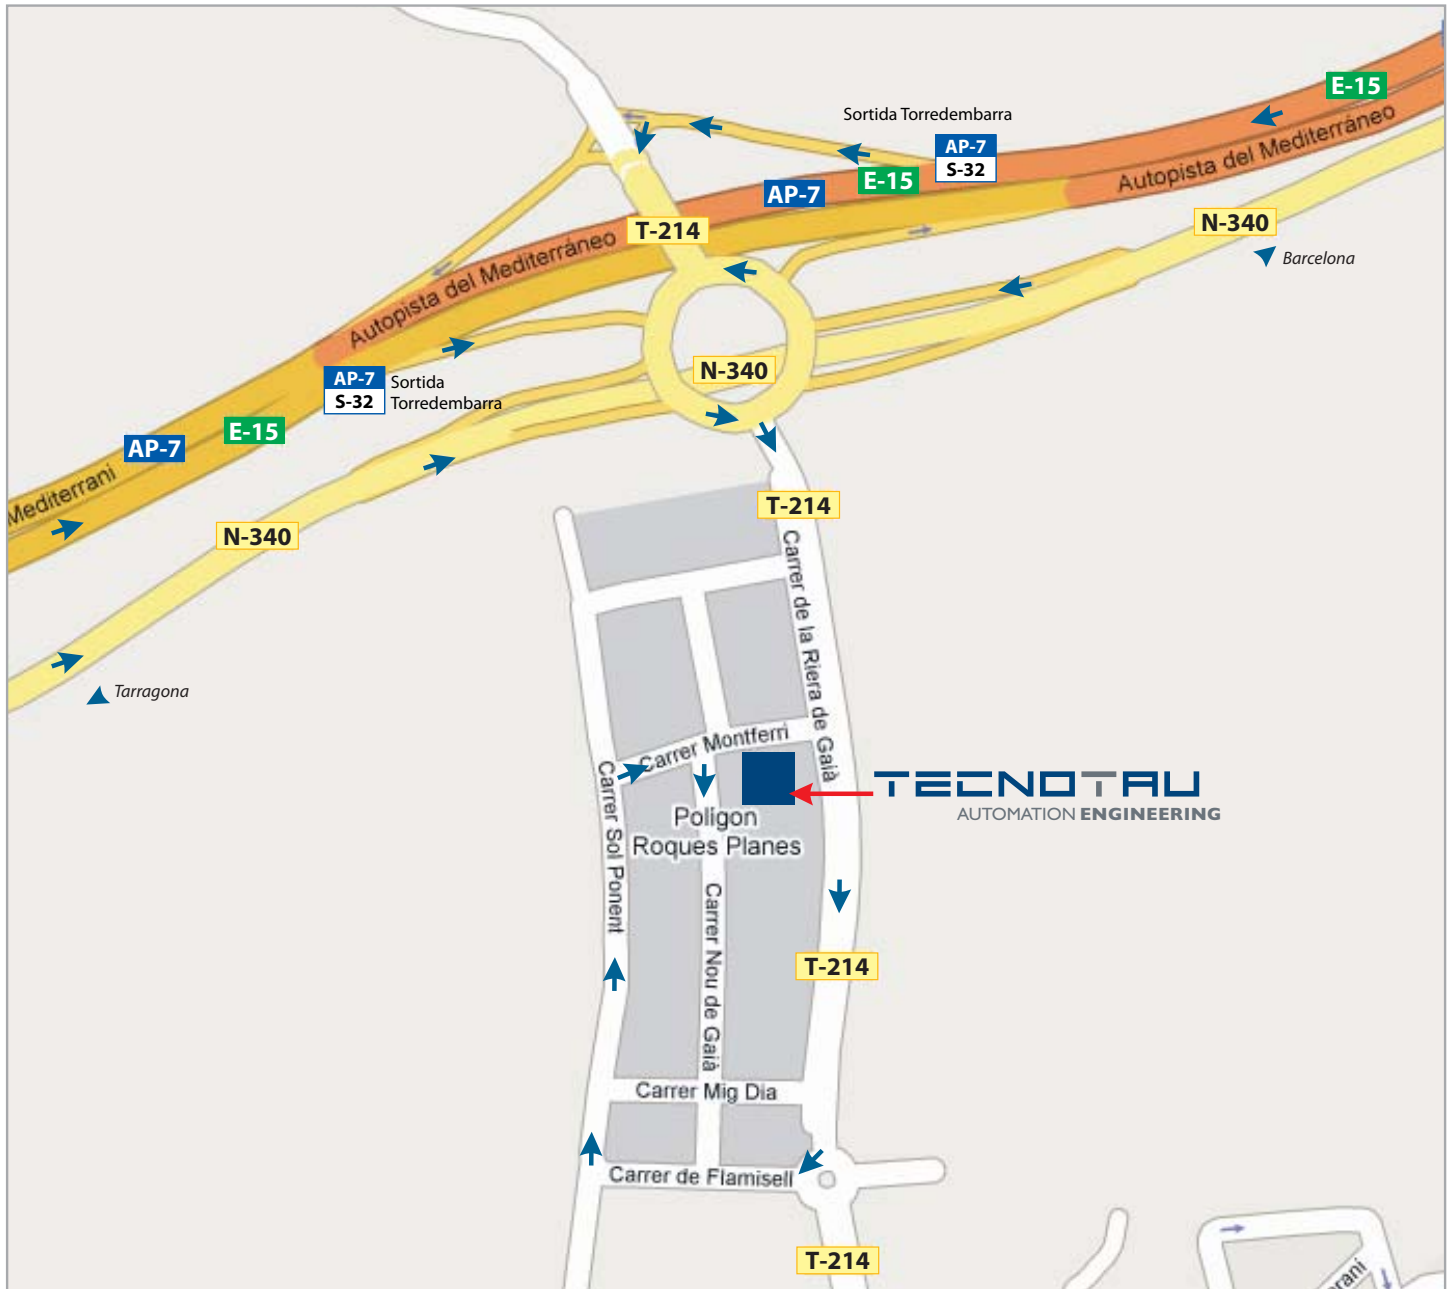 E-15
Sortida Torredembarra
AP-7
S-32
Autopista del Mediterráneo
E-15
AP-7
N-340
T-214
Barcelona
Autopista del Mediterráneo
N-340
AP-7
S-32
Sortida
Torredembarra
E-15
AP-7
Mediterrani
T-214
N-340
Carrer de la Riera de Gaià
Tarragona
Carrer Montferri
Carrer Sol Ponent
TECNOTAU
AUTOMATION ENGINEERING
Poligon
Roques Planes
Carrer Nou de Gaià
T-214
Carrer Mig Dia
Carrer de Flamisell
T-214